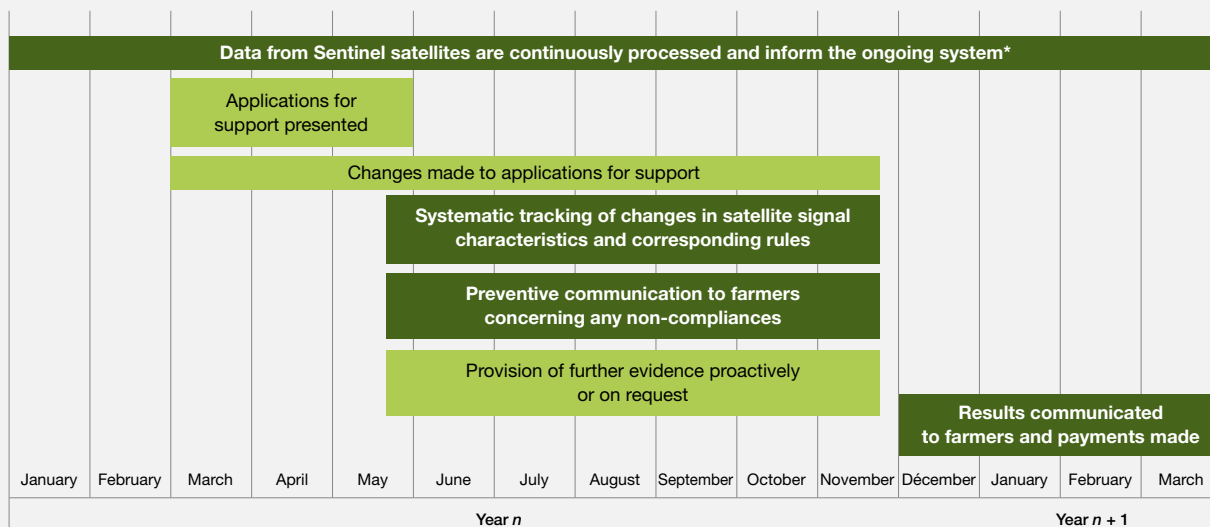 Data from Sentinel satellites are continuously processed and inform the ongoing system*
Applications for
support presented
Changes made to applications for support
Systematic tracking of changes in satellite signal
characteristics and corresponding rules
Preventive communication to farmers
concerning any non-compliances
Provision of further evidence proactively
or on request
Results communicated
to farmers and payments made
January February March April May June July August September October November Décember January February March
Year n Year n + 1